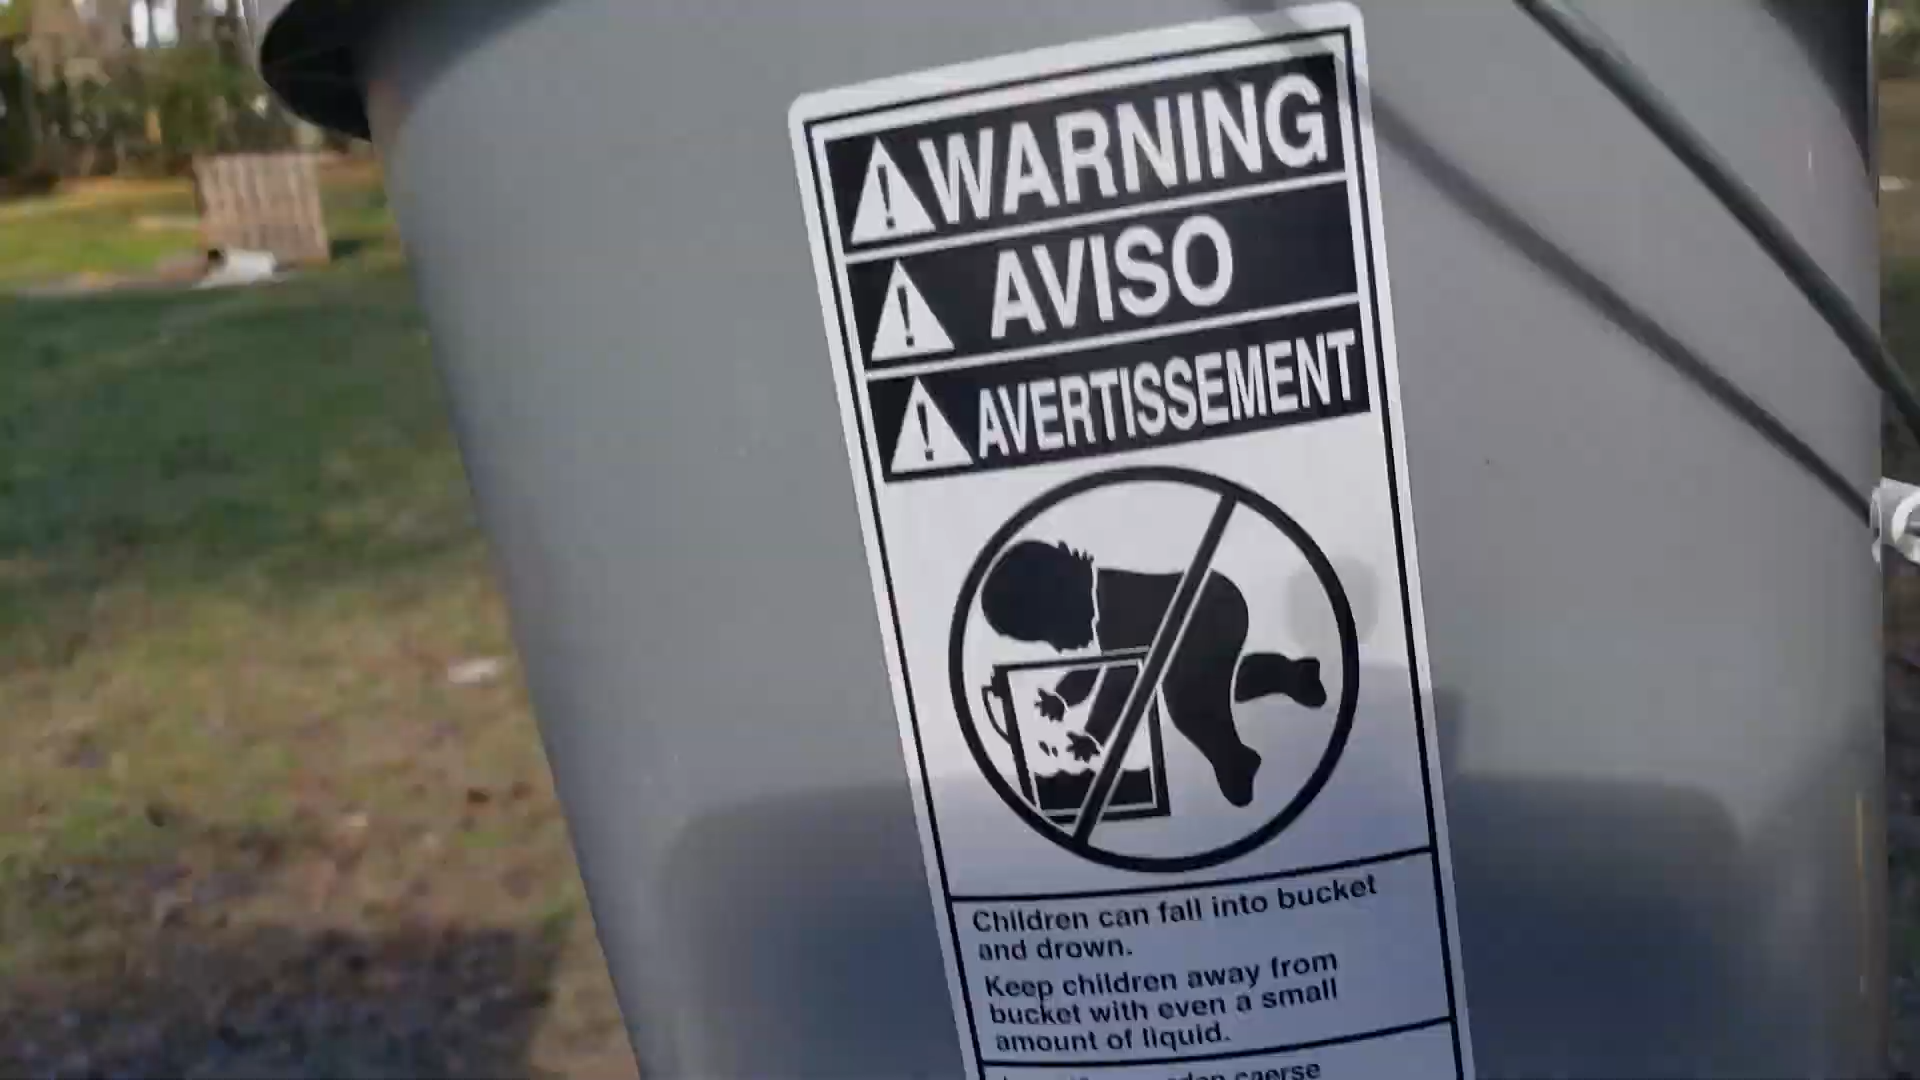 WARNING
AVISO
AVERTISSEMENT
Children can fall into bucket
and drown.
Keep children away from
bucket with even a small
amount of liquid.
caerse